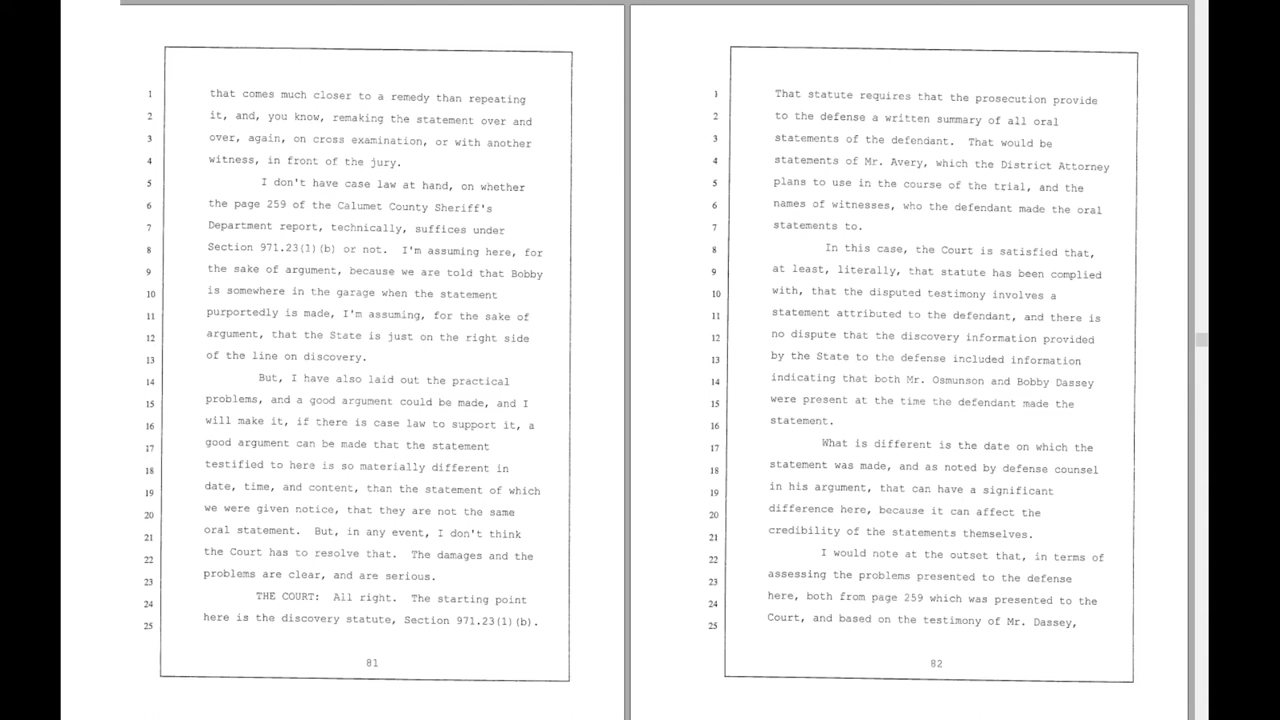 1 that comes much closer to a remedy than repeating
2 it, and, you know, remaking the statement over and
3 over, again, on cross examination, or with another
4 witness, in front of the jury.
5 I don't have case law at hand, on whether
6 the page 259 of the Calumet County Sheriff's
7 Department report, technically, suffices under
8 Section 971.23(1)(b) or not. I'm assuming here, for
9 the sake of argument, because we are told that Bobby
10 is somewhere in the garage when the statement
11 purportedly is made, I'm assuming, for the sake of
12 argument, that the State is just on the right side
13 of the line on discovery.
14 But, I have also laid out the practical
15 problems, and a good argument could be made, and I
16 will make it, if there is case law to support it, a
17 good argument can be made that the statement
18 testified to here is so materially different in
19 date, time, and content, than the statement of which
20 we were given notice, that they are not the same
21 oral statement. But, in any event, I don't think
22 the Court has to resolve that. The damages and the
23 problems are clear, and are serious.
24 THE COURT: All right. The starting point
25 here is the discovery statute, Section 971.23(1)(b).
81
1 That statute requires that the prosecution provide
2 to the defense a written summary of all oral
3 statements of the defendant. That would be
4 statements of Mr. Avery, which the District Attorney
5 plans to use in the course of the trial, and the
6 names of witnesses, who the defendant made the oral
7 statements to.
8 In this case, the Court is satisfied that,
9 at least, literally, that statute has been complied
10 with, that the disputed testimony involves a
11 statement attributed to the defendant, and there is
12 no dispute that the discovery information provided
13 by the State to the defense included information
14 indicating that both Mr. Osmunson and Bobby Dassey
15 were present at the time the defendant made the
16 statement.
17 What is different is the date on which the
18 statement was made, and as noted by defense counsel
19 in his argument, that can have a significant
20 difference here, because it can affect the
21 credibility of the statements themselves.
22 I would note at the outset that, in terms of
23 assessing the problems presented to the defense
24 here, both from page 259 which was presented to the
25 Court, and based on the testimony of Mr. Dassey,
82